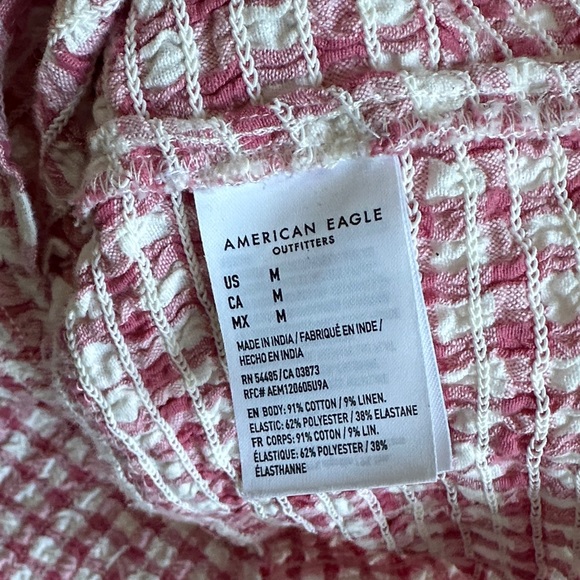 AMERICAN EAGLE
OUTFITTERS
US M
CA M
MX M
MADE IN INDIA / FABRIQUÉ EN INDE /
HECHO EN INDIA
RN 54485 / CA 03873
RFC# AEM120605U9A
EN BODY: 91% COTTON / 9% LINEN.
ELASTIC: 62% POLYESTER / 38% ELASTANE
FR CORPS: 91% COTON / 9% LIN.
ÉLASTIQUE: 62% POLYESTER / 38%
ÉLASTHANNE